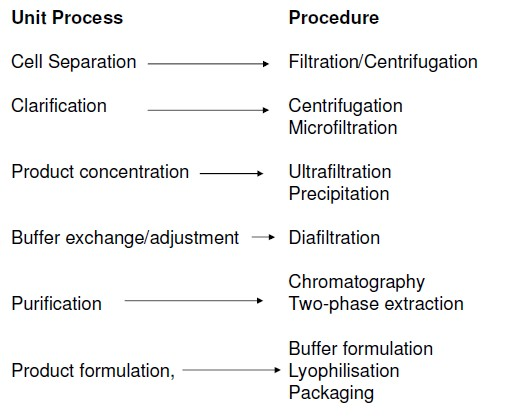 Unit Process Procedure
Cell Separation Filtration/Centrifugation
Clarification Centrifugation
Microfiltration
Product concentration Ultrafiltration
Precipitation
Buffer exchange/adjustment Diafiltration
Purification Chromatography
Two-phase extraction
Product formulation, Buffer formulation
Lyophilisation
Packaging